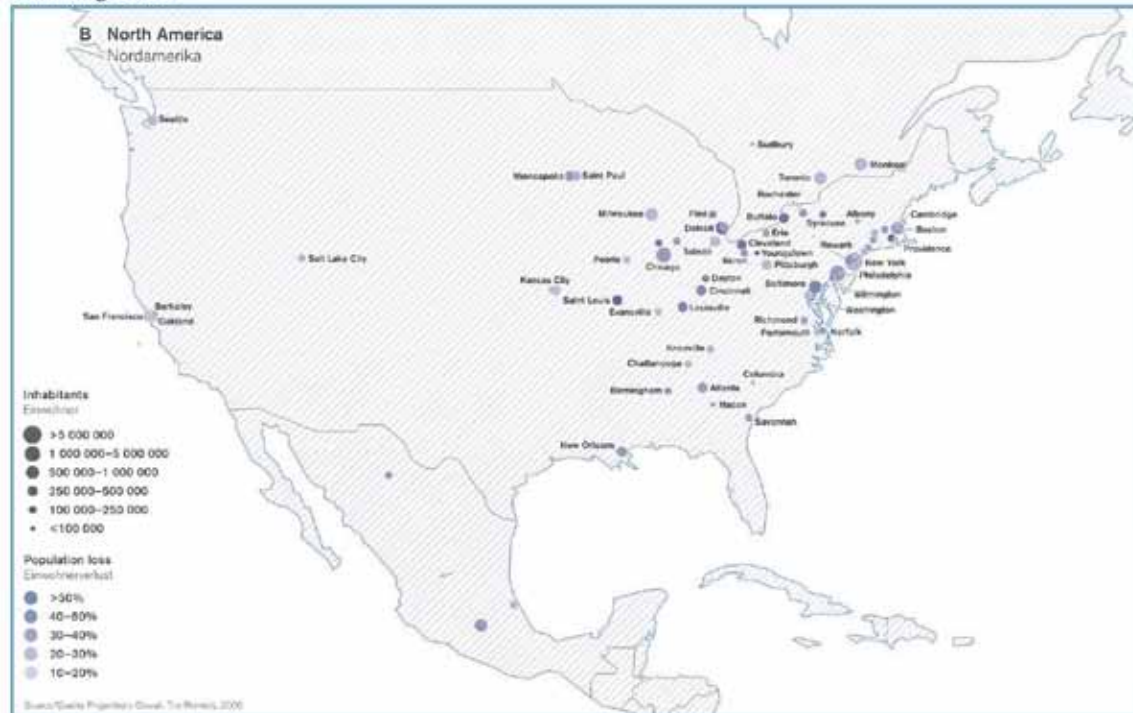 B North America
Nordamerika
Seattle
Sudbury
Montreal
Minneapolis Saint Paul
Toronto
Rochester
Milwaukee
Flint
Buffalo
Albany
Cambridge
Detroit
Syracuse
Boston
Erie
Cleveland
Newark
Providence
Salt Lake City
Peoria
Chicago
Akron
Youngstown
Pittsburgh
New York
Philadelphia
Kansas City
Dayton
Cincinnati
Baltimore
Wilmington
Saint Louis
Evansville
Louisville
Washington
Berkeley
San Francisco
Oakland
Richmond
Portsmouth
Norfolk
Knoxville
Chattanooga
Columbia
Birmingham
Atlanta
Macon
Savannah
New Orleans
Inhabitants
Einwohner
>5 000 000
1 000 000–5 000 000
500 000–1 000 000
250 000–500 000
100 000–250 000
<100 000
Population loss
Einwohnerverlust
>50%
40–50%
30–40%
20–30%
10–20%